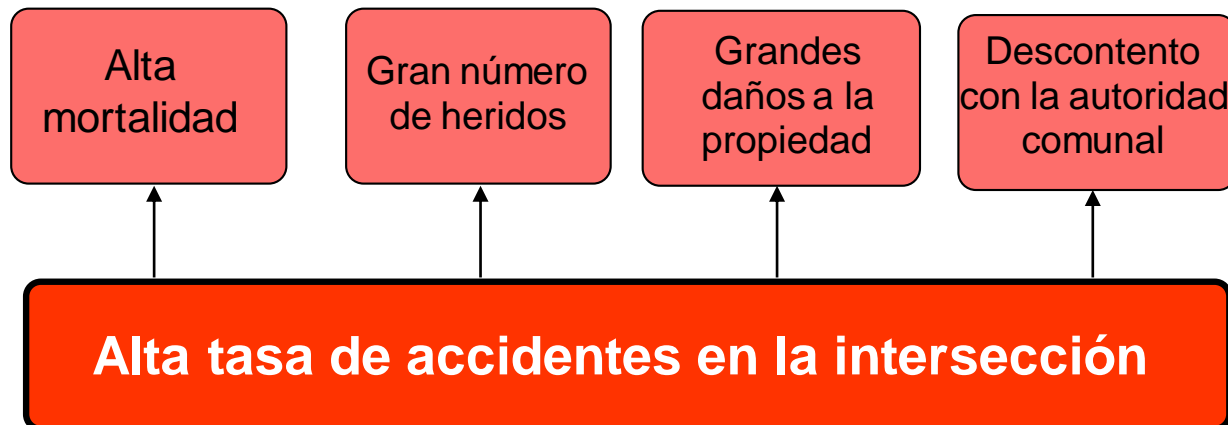 Alta
mortalidad
Gran número
de heridos
Grandes
daños a la
propiedad
Descontento
con la autoridad
comunal
Alta tasa de accidentes en la intersección